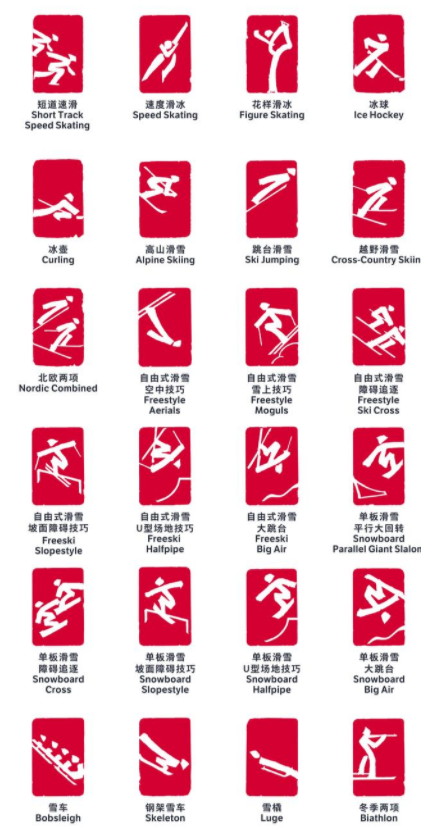 短道速滑
Short Track
Speed Skating
速度滑冰
Speed Skating
花样滑冰
Figure Skating
冰球
Ice Hockey
冰壶
Curling
高山滑雪
Alpine Skiing
跳台滑雪
Ski Jumping
越野滑雪
Cross-Country Skiin
北欧两项
Nordic Combined
自由式滑雪
空中技巧
Freestyle
Aerials
自由式滑雪
雪上技巧
Freestyle
Moguls
自由式滑雪
障碍追逐
Freestyle
Ski Cross
自由式滑雪
坡面障碍技巧
Freeski
Slopestyle
自由式滑雪
U型场地技巧
Freeski
Halfpipe
自由式滑雪
大跳台
Freeski
Big Air
单板滑雪
平行大回转
Snowboard
Parallel Giant Slalon
单板滑雪
障碍追逐
Snowboard
Cross
单板滑雪
坡面障碍技巧
Snowboard
Slopestyle
单板滑雪
U型场地技巧
Snowboard
Halfpipe
单板滑雪
大跳台
Snowboard
Big Air
雪车
Bobsleigh
钢架雪车
Skeleton
雪橇
Luge
冬季两项
Biathlon